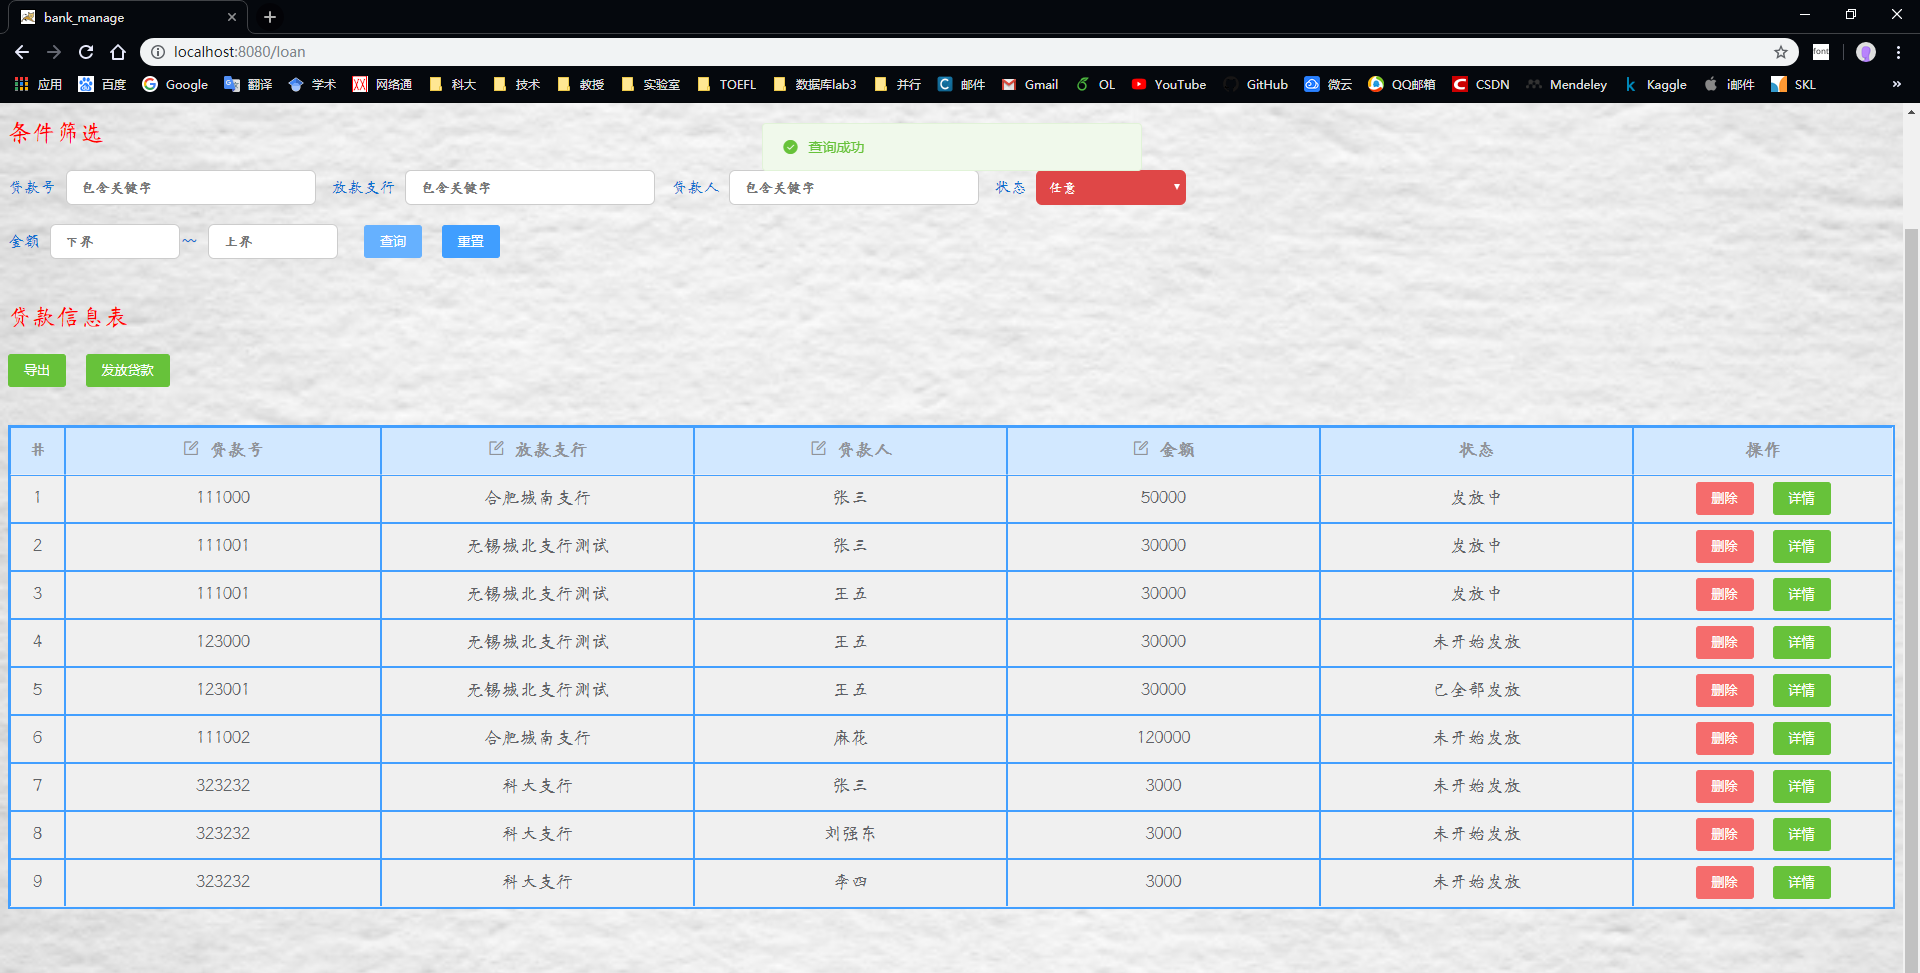 bank_manage
localhost:8080/loan
font
应用 百度 Google 翻译 学术 网络通 科大 技术 教授 实验室 TOEFL 数据库lab3 并行 邮件 Gmail OL YouTube GitHub 微云 QQ邮箱 CSDN Mendeley Kaggle i邮件 SKL »
条件筛选
查询成功
贷款号 包含关键字 放款支行 包含关键字 贷款人 包含关键字 状态 任意
金额 下界 ~ 上界 查询 重置
贷款信息表
导出 发放贷款
# 贷款号 放款支行 贷款人 金额 状态 操作
1 111000 合肥城南支行 张三 50000 发放中 删除 详情
2 111001 无锡城北支行测试 张三 30000 发放中 删除 详情
3 111001 无锡城北支行测试 王五 30000 发放中 删除 详情
4 123000 无锡城北支行测试 王五 30000 未开始发放 删除 详情
5 123001 无锡城北支行测试 王五 30000 已全部发放 删除 详情
6 111002 合肥城南支行 麻花 120000 未开始发放 删除 详情
7 323232 科大支行 张三 3000 未开始发放 删除 详情
8 323232 科大支行 刘强东 3000 未开始发放 删除 详情
9 323232 科大支行 李四 3000 未开始发放 删除 详情